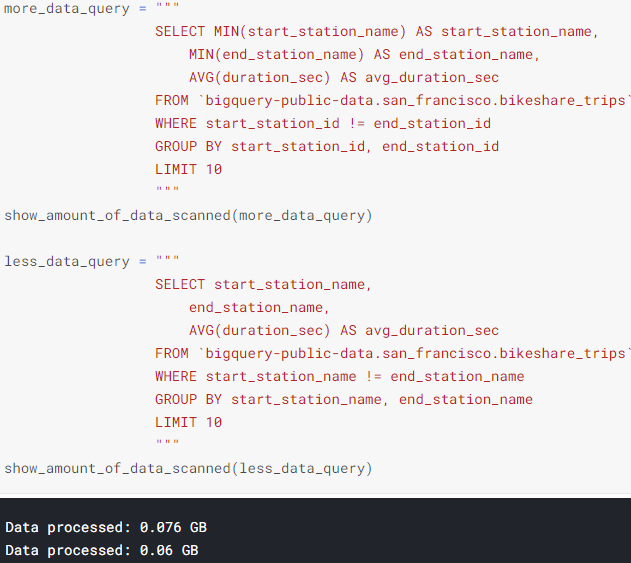 more_data_query = """
SELECT MIN(start_station_name) AS start_station_name,
MIN(end_station_name) AS end_station_name,
AVG(duration_sec) AS avg_duration_sec
FROM `bigquery-public-data.san_francisco.bikeshare_trips`
WHERE start_station_id != end_station_id
GROUP BY start_station_id, end_station_id
LIMIT 10
"""
show_amount_of_data_scanned(more_data_query)
less_data_query = """
SELECT start_station_name,
end_station_name,
AVG(duration_sec) AS avg_duration_sec
FROM `bigquery-public-data.san_francisco.bikeshare_trips`
WHERE start_station_name != end_station_name
GROUP BY start_station_name, end_station_name
LIMIT 10
"""
show_amount_of_data_scanned(less_data_query)
Data processed: 0.076 GB
Data processed: 0.06 GB